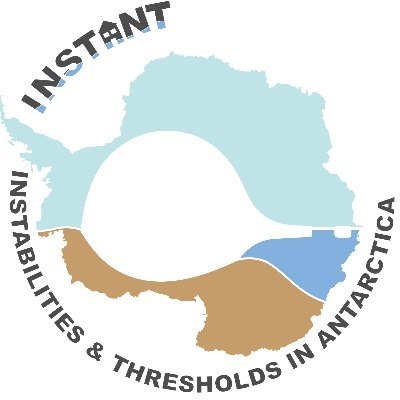 INSTANT
INSTABILITIES & THRESHOLDS IN ANTARCTICA